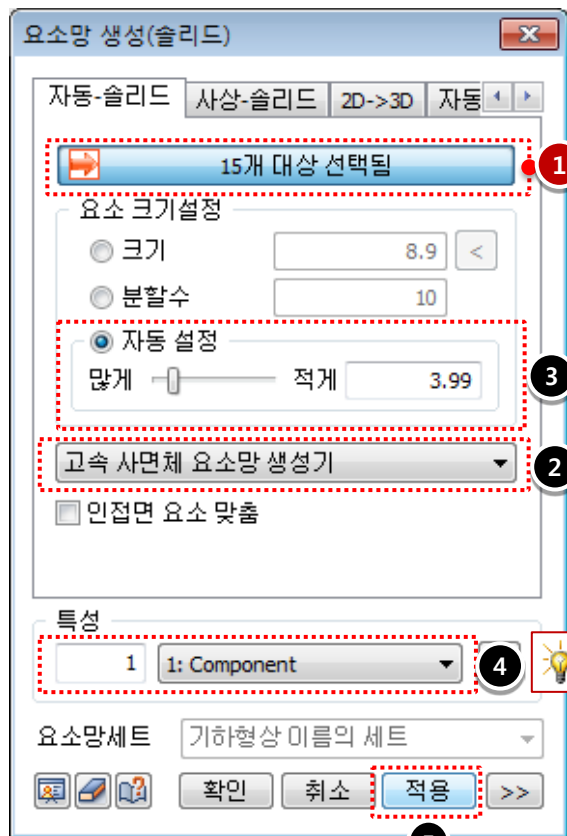 요소망 생성(솔리드)
자동-솔리드 사상-솔리드 2D->3D 자동
15개 대상 선택됨 1
요소 크기설정
크기 8.9 <
분할수 10
자동 설정
많게 적게 3.99 3
고속 사면체 요소망 생성기 2
인접면 요소 맞춤
특성
1 1: Component 4
요소망세트 기하형상 이름의 세트
확인 취소 적용 >>